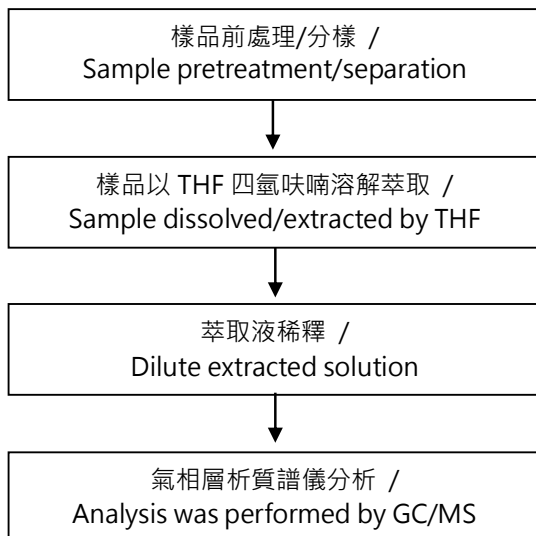 樣品前處理/分樣 /
Sample pretreatment/separation
樣品以 THF 四氫呋喃溶解萃取 /
Sample dissolved/extracted by THF
萃取液稀釋 /
Dilute extracted solution
氣相層析質譜儀分析 /
Analysis was performed by GC/MS